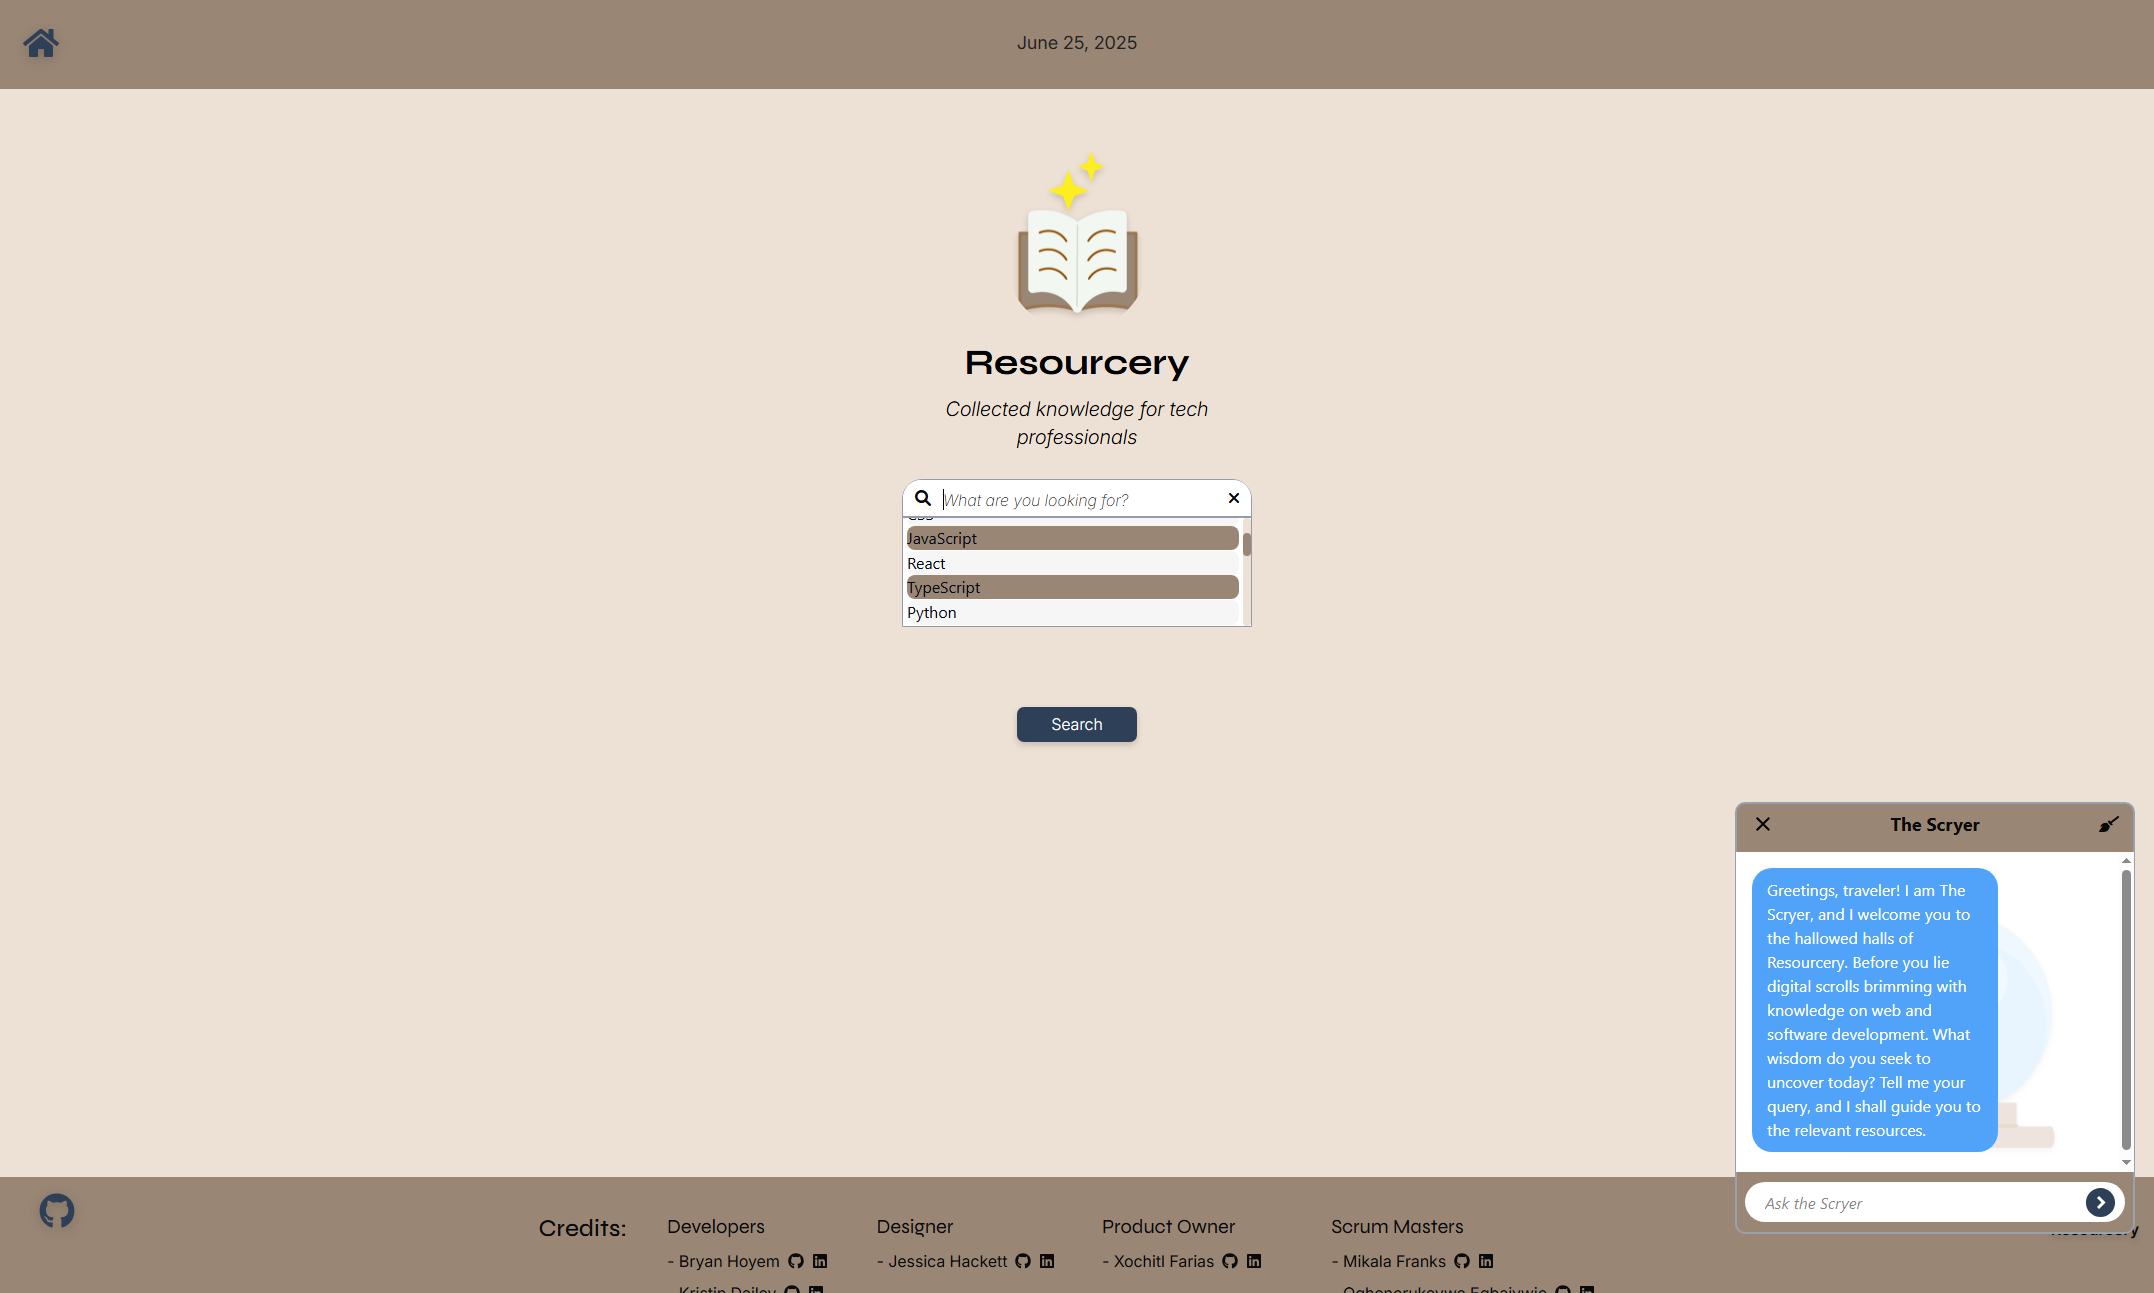 June 25, 2025
Resourcery
Collected knowledge for tech
professionals
What are you looking for?
CSS
JavaScript
React
TypeScript
Python
Search
The Scryer
Greetings, traveler! I am The
Scryer, and I welcome you to
the hallowed halls of
Resourcery. Before you lie
digital scrolls brimming with
knowledge on web and
software development. What
wisdom do you seek to
uncover today? Tell me your
query, and I shall guide you to
the relevant resources.
Ask the Scryer
Credits:
Developers
- Bryan Hoyem
- Kristin Dailey
Designer
- Jessica Hackett
Product Owner
- Xochitl Farias
Scrum Masters
- Mikala Franks
Resourcery